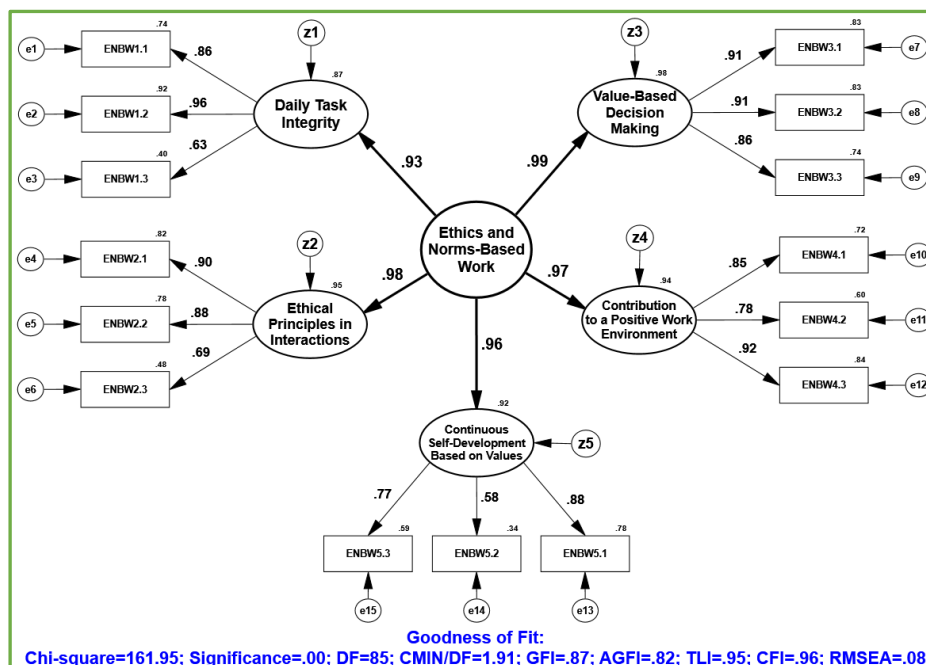 z1
.74
e1
ENBW1.1
.86
.87
.92
e2
ENBW1.2
.96
Daily Task
Integrity
.40
e3
ENBW1.3
.63
z3
.83
ENBW3.1
e7
.91
.98
Value-Based
Decision
Making
.83
.91
ENBW3.2
e8
.86
.74
ENBW3.3
e9
.93
.99
Ethics and
Norms-Based
Work
z2
.82
e4
ENBW2.1
.90
.95
.78
e5
ENBW2.2
.88
Ethical
Principles in
Interactions
.48
e6
ENBW2.3
.69
.98
.97
z4
.72
ENBW4.1
e10
.85
.94
Contribution
to a Positive Work
Environment
.60
.78
ENBW4.2
e11
.92
.84
ENBW4.3
e12
.96
.92
Continuous
Self-Development
Based on Values
z5
.77
.58
.88
.59
.34
.78
ENBW5.3
ENBW5.2
ENBW5.1
e15
e14
e13
Goodness of Fit:
Chi-square=161.95; Significance=.00; DF=85; CMIN/DF=1.91; GFI=.87; AGFI=.82; TLI=.95; CFI=.96; RMSEA=.08